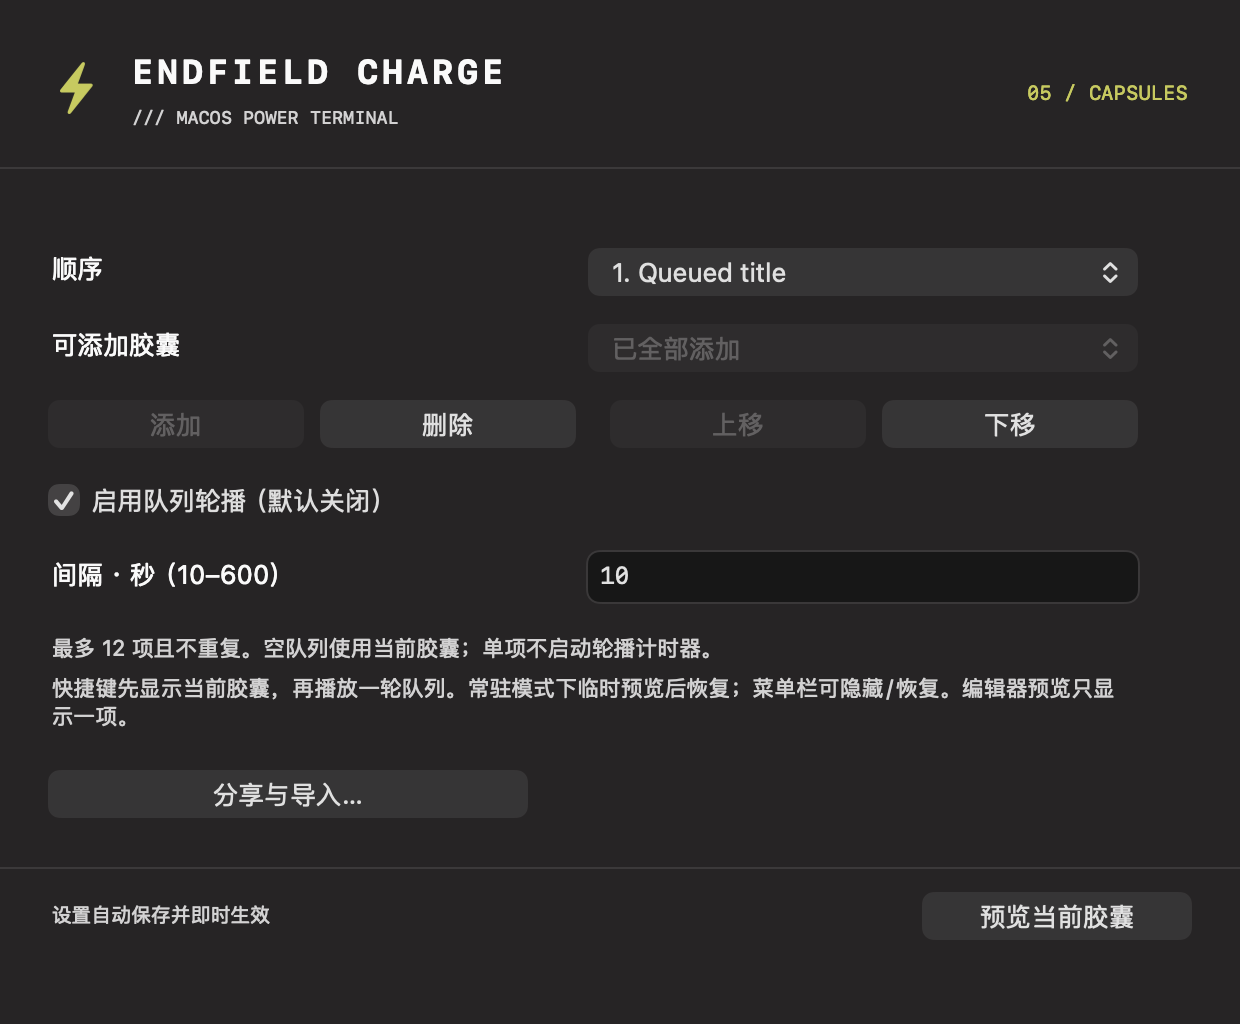 ENDFIELD CHARGE
/// MACOS POWER TERMINAL
05 / CAPSULES
顺序
1. Queued title
可添加胶囊
已全部添加
添加
删除
上移
下移
启用队列轮播（默认关闭）
间隔 · 秒（10–600）
10
最多 12 项且不重复。空队列使用当前胶囊；单项不启动轮播计时器。
快捷键先显示当前胶囊，再播放一轮队列。常驻模式下临时预览后恢复；菜单栏可隐藏/恢复。编辑器预览只显
示一项。
分享与导入...
设置自动保存并即时生效
预览当前胶囊